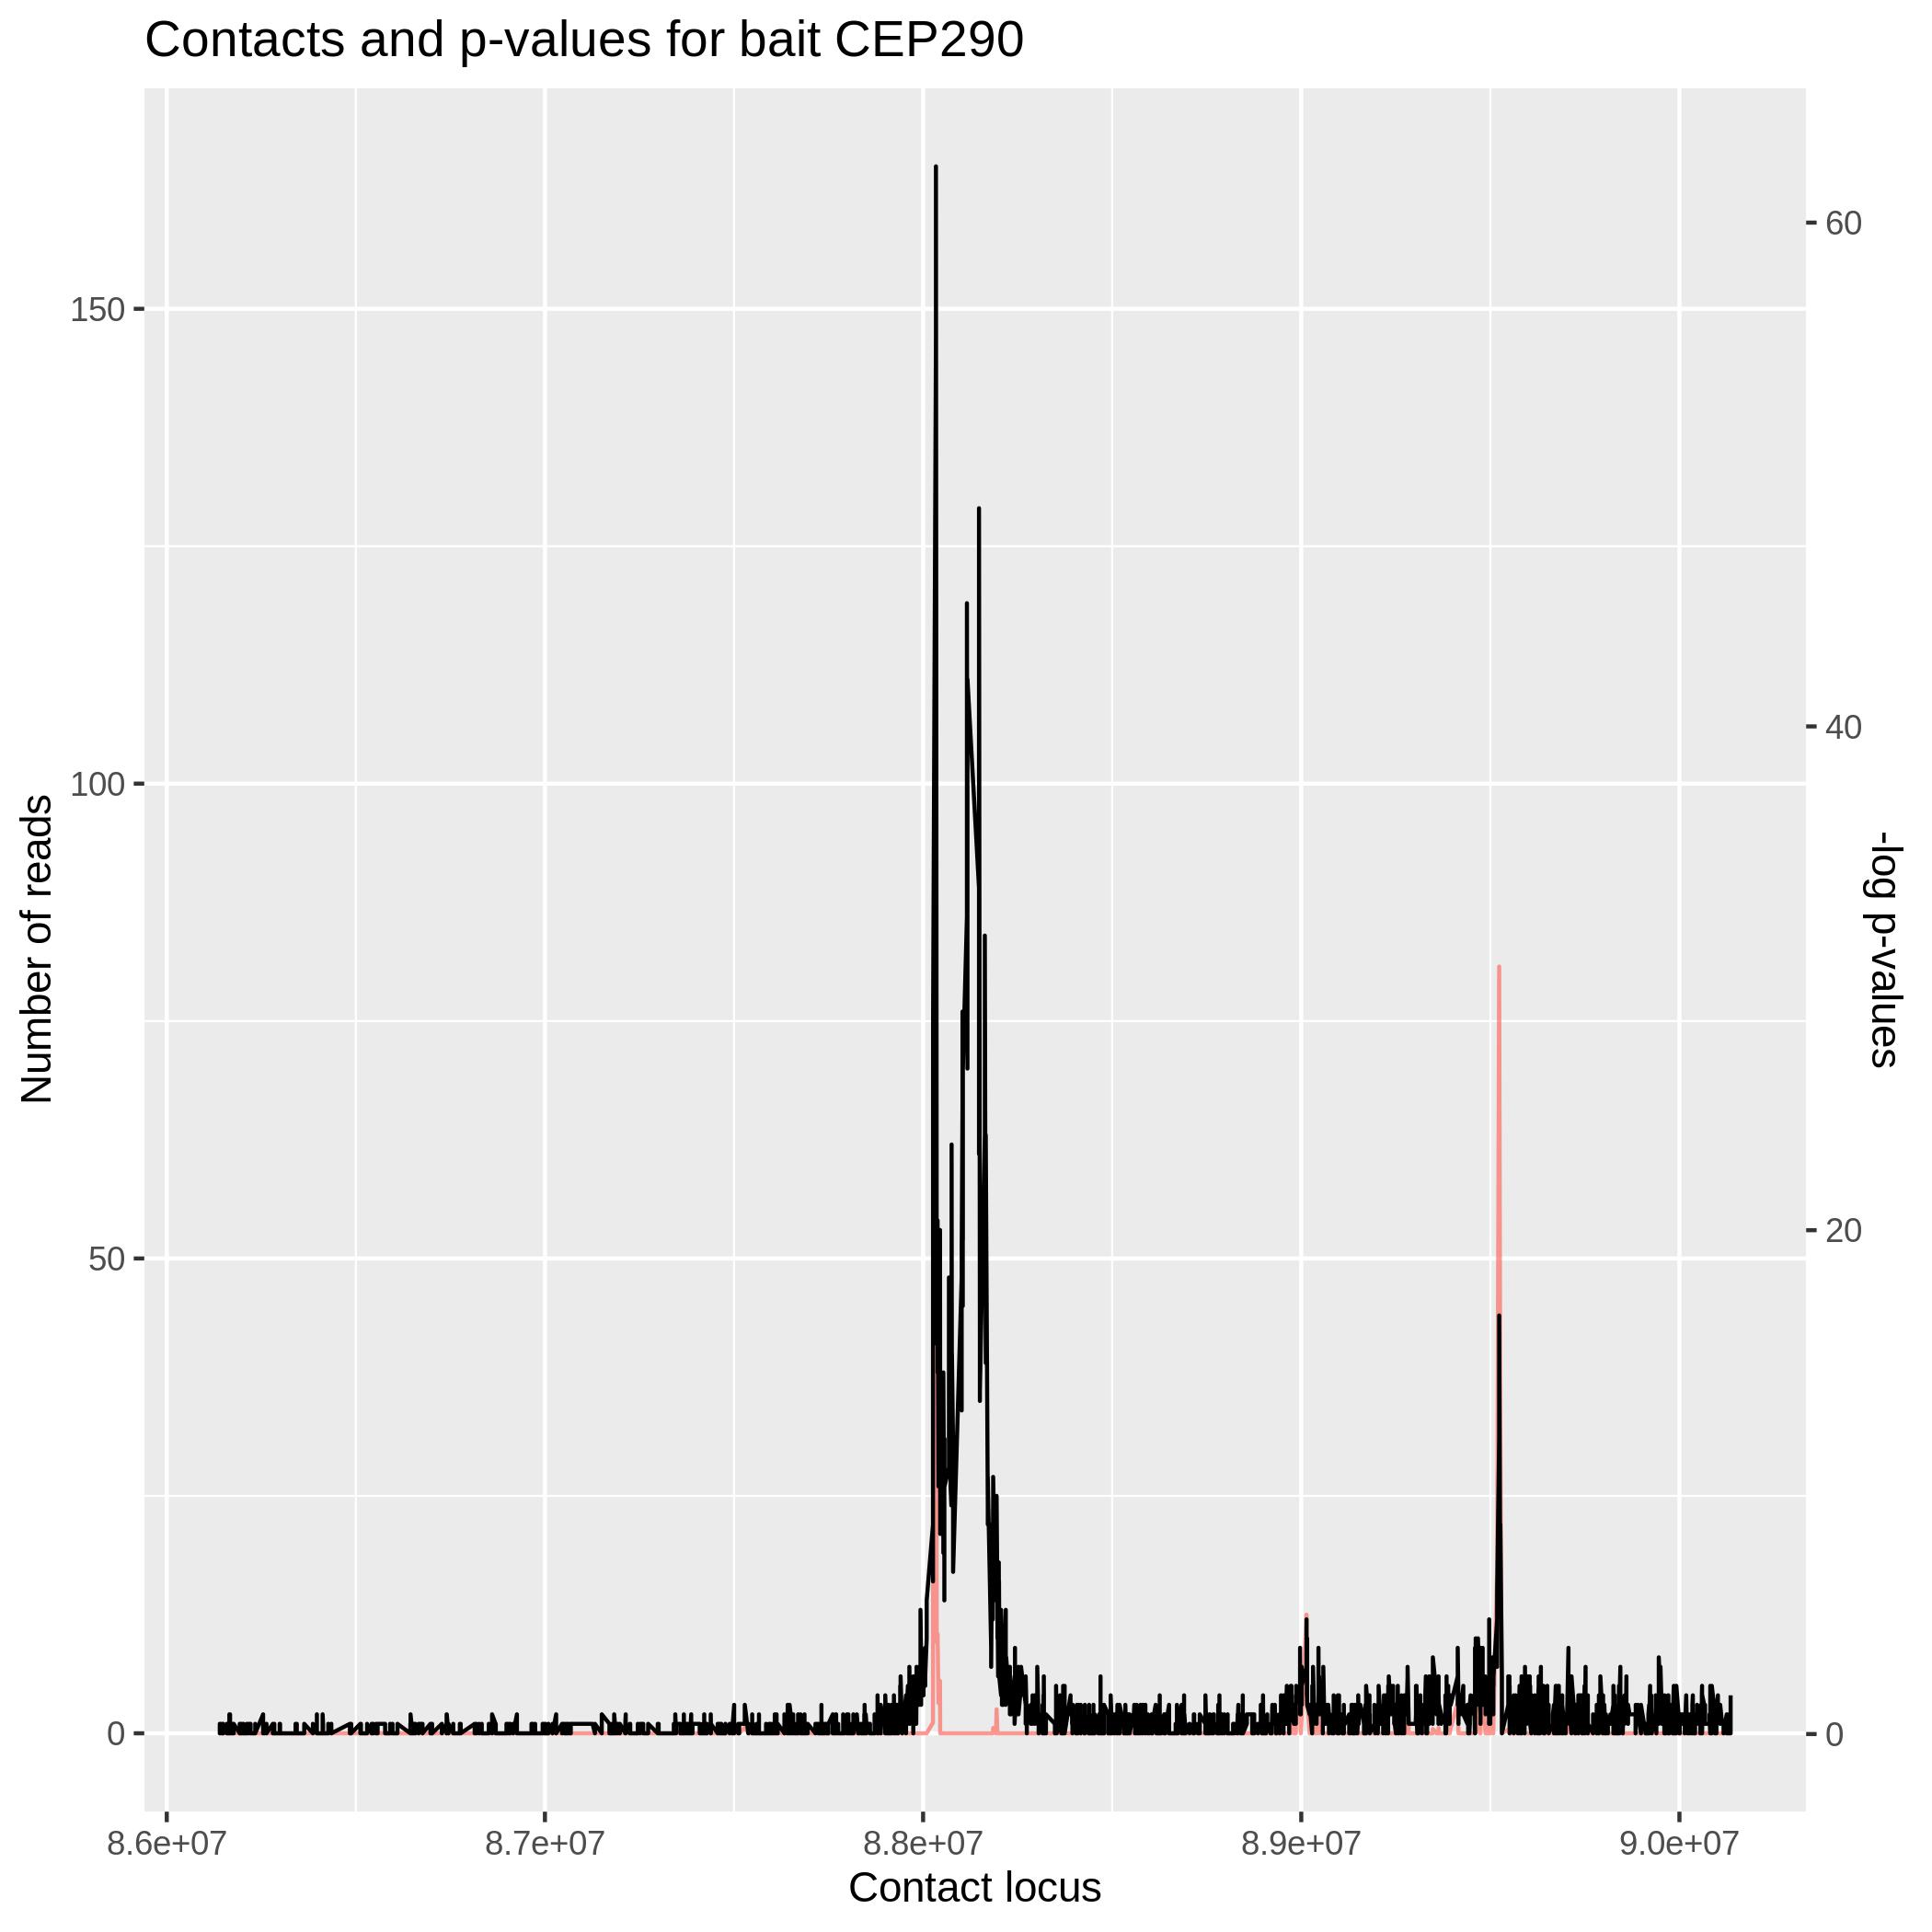 Contacts and p-values for bait CEP290
Number of reads
150
100
50
0
60
40
20
0
-log p-values
8.6e+07 8.7e+07 8.8e+07 8.9e+07 9.0e+07
Contact locus